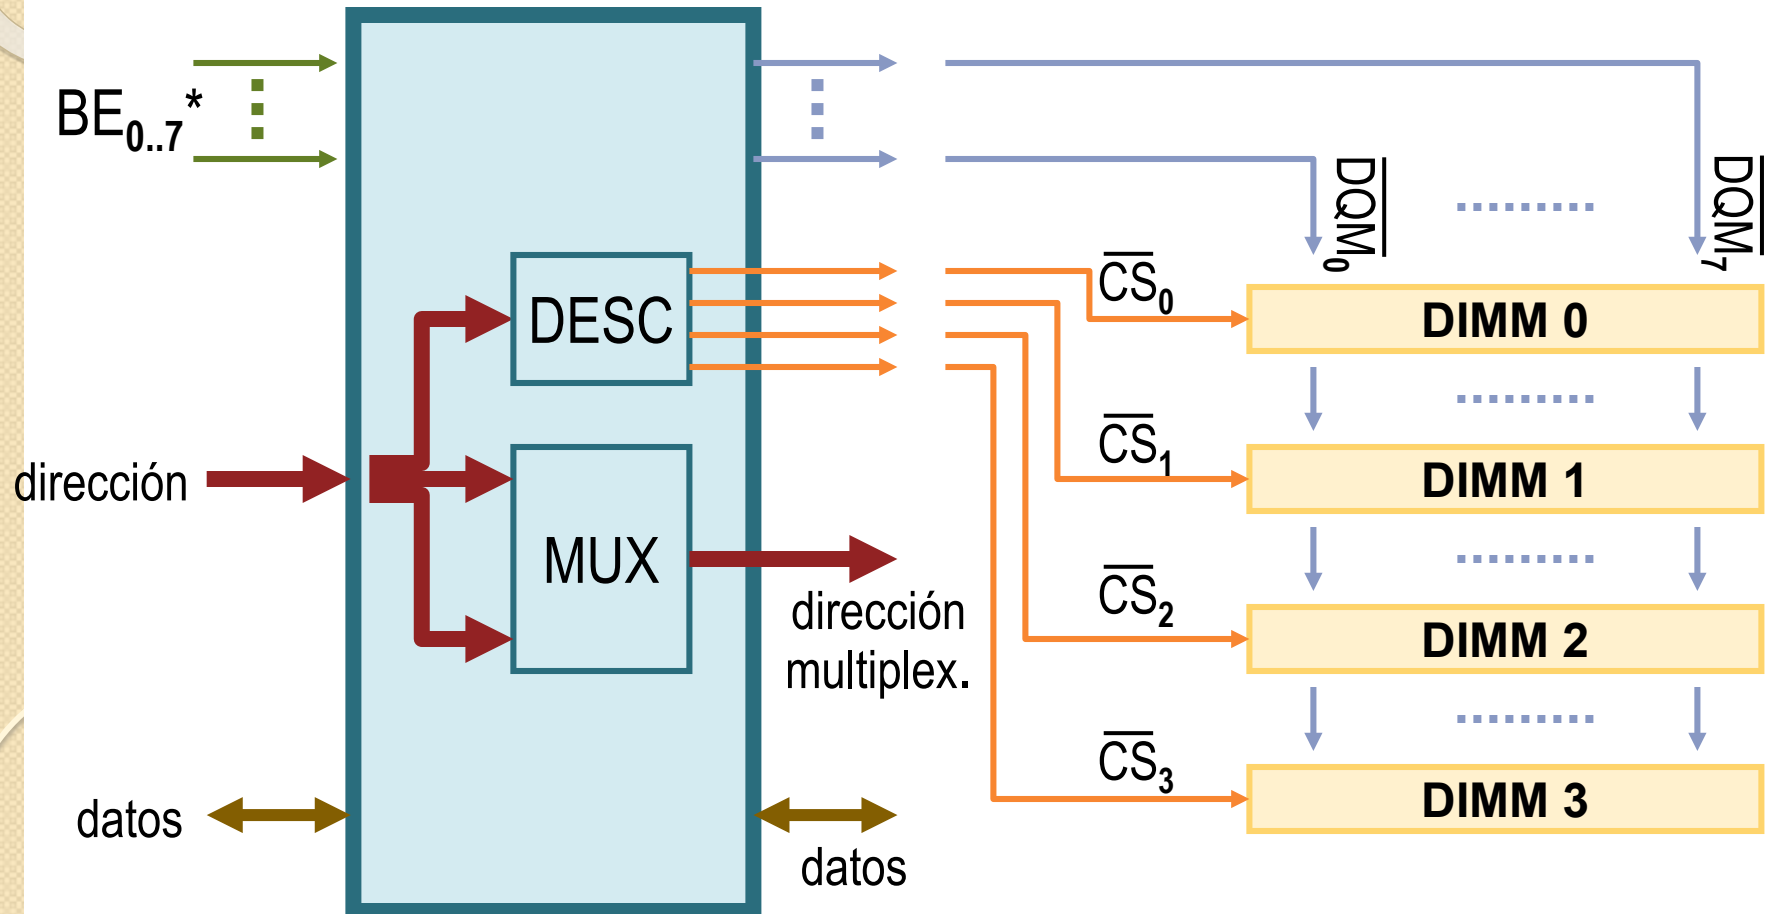 BE0..7*
dirección
datos
DESC
MUX
dirección
multiplex.
datos
DQM0
DQM7
CS0
DIMM 0
CS1
DIMM 1
CS2
DIMM 2
CS3
DIMM 3